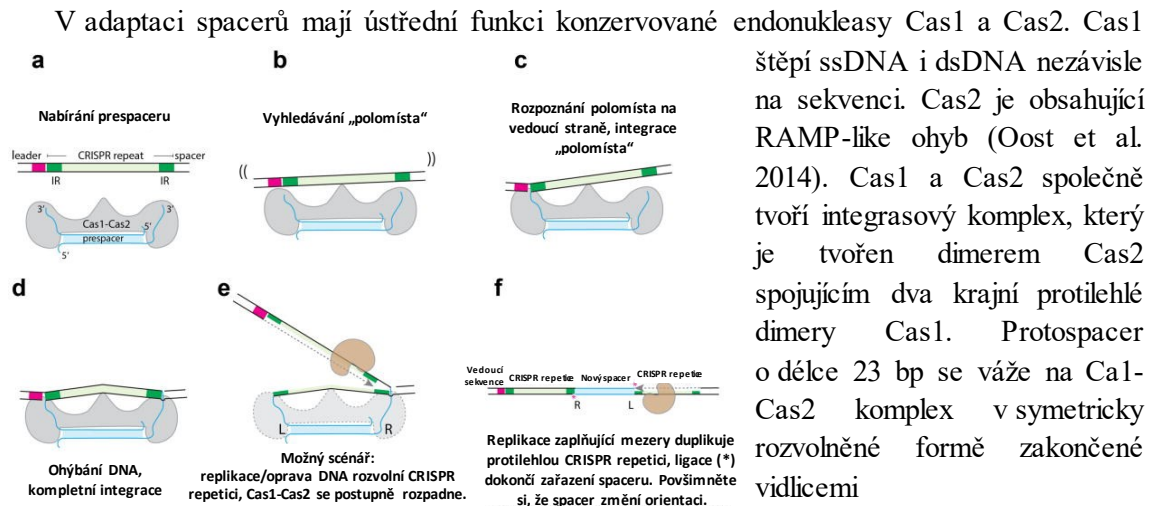 V adaptaci spacerů mají ústřední funkci konzervované endonukleasy Cas1 a Cas2. Cas1
štěpí ssDNA i dsDNA nezávisle
na sekvenci. Cas2 je obsahující
RAMP-like ohyb (Oost et al.
2014). Cas1 a Cas2 společně
tvoří integrasový komplex, který
je tvořen dimerem Cas2
spojujícím dva krajní protilehlé
dimery Cas1. Protospacer
o délce 23 bp se váže na Ca1-
Cas2 komplex v symetricky
rozvolněné formě zakončené
vidlicemi
a
Nabírání prespaceru
leader CRISPR repeat spacer
IR IR
3' 3'
Cas1-Cas2 5'
prespacer
5'
b
Vyhledávání „polomísta“
(( ))
c
Rozpoznání polomísta na
vedoucí straně, integrace
„polomísta“
d
Ohýbání DNA,
kompletní integrace
e
L R
Možný scénář:
replikace/oprava DNA rozvolní CRISPR
repetici, Cas1-Cas2 se postupně rozpadne.
f
Vedoucí
sekvence CRISPR repetice Nový spacer CRISPR repetice
* *
R L
Replikace zaplňující mezery duplikuje
protilehlou CRISPR repetici, ligace (*)
dokončí zařazení spaceru. Povšimněte
si, že spacer změní orientaci.